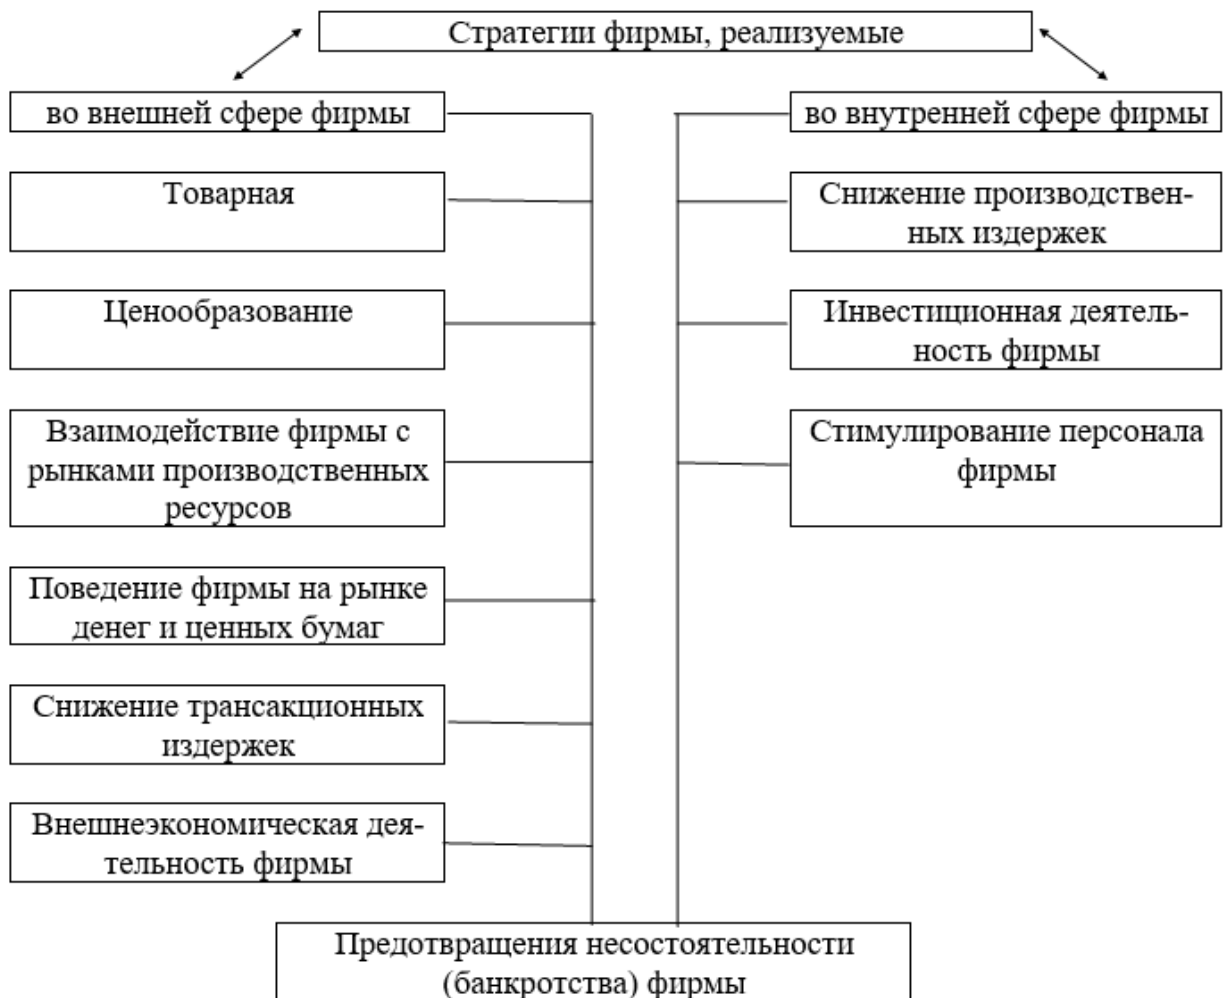 Стратегии фирмы, реализуемые
во внешней сфере фирмы
во внутренней сфере фирмы
Товарная
Снижение производствен-
ных издержек
Ценообразование
Инвестиционная деятель-
ность фирмы
Взаимодействие фирмы с
рынками производственных
ресурсов
Стимулирование персонала
фирмы
Поведение фирмы на рынке
денег и ценных бумаг
Снижение трансакционных
издержек
Внешнеэкономическая дея-
тельность фирмы
Предотвращения несостоятельности
(банкротства) фирмы